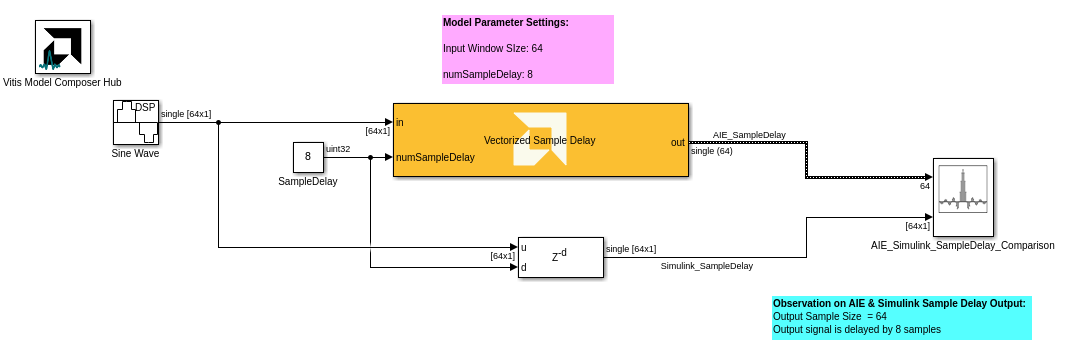 Model Parameter Settings:
Input Window SIze: 64
numSampleDelay: 8
Vitis Model Composer Hub
DSP
single [64x1]
Sine Wave
[64x1]
in
numSampleDelay
Vectorized Sample Delay
out
AIE_SampleDelay
single (64)
8
uint32
SampleDelay
64
[64x1]
AIE_Simulink_SampleDelay_Comparison
u
[64x1]
d
Z-d
single [64x1]
Simulink_SampleDelay
Observation on AIE & Simulink Sample Delay Output:
Output Sample Size = 64
Output signal is delayed by 8 samples